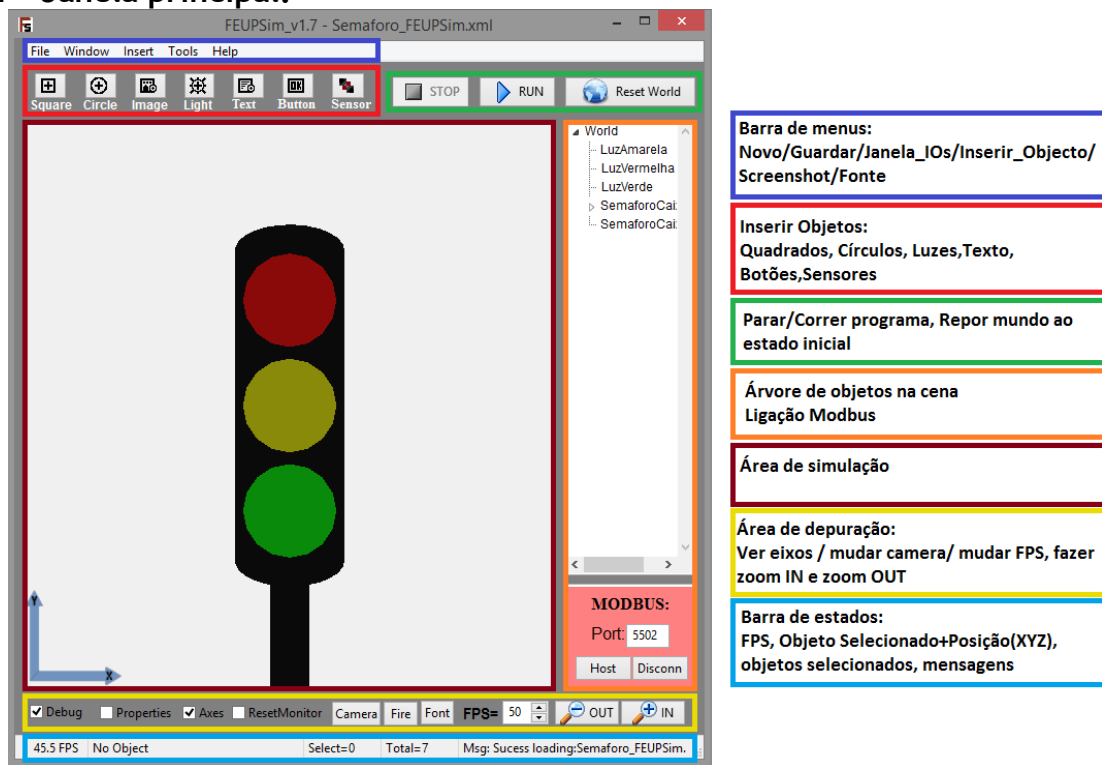 Janela principal.
FEUPSim_v1.7 - Semaforo_FEUPSim.xml
File Window Insert Tools Help
Square Circle Image Light Text Button Sensor
OK
STOP RUN Reset World
World
LuzAmarela
LuzVermelha
LuzVerde
SemaforoCai
SemaforoCai
Y
X
MODBUS:
Port: 5502
Host Disconn
Debug Properties Axes ResetMonitor Camera Fire Font FPS= 50 OUT IN
45.5 FPS No Object Select=0 Total=7 Msg: Sucess loading:Semaforo_FEUPSim.
Barra de menus:
Novo/Guardar/Janela_IOs/Inserir_Objecto/
Screenshot/Fonte
Inserir Objetos:
Quadrados, Círculos, Luzes,Texto,
Botões,Sensores
Parar/Correr programa, Repor mundo ao
estado inicial
Árvore de objetos na cena
Ligação Modbus
Área de simulação
Área de depuração:
Ver eixos / mudar camera/ mudar FPS, fazer
zoom IN e zoom OUT
Barra de estados:
FPS, Objeto Selecionado+Posição(XYZ),
objetos selecionados, mensagens